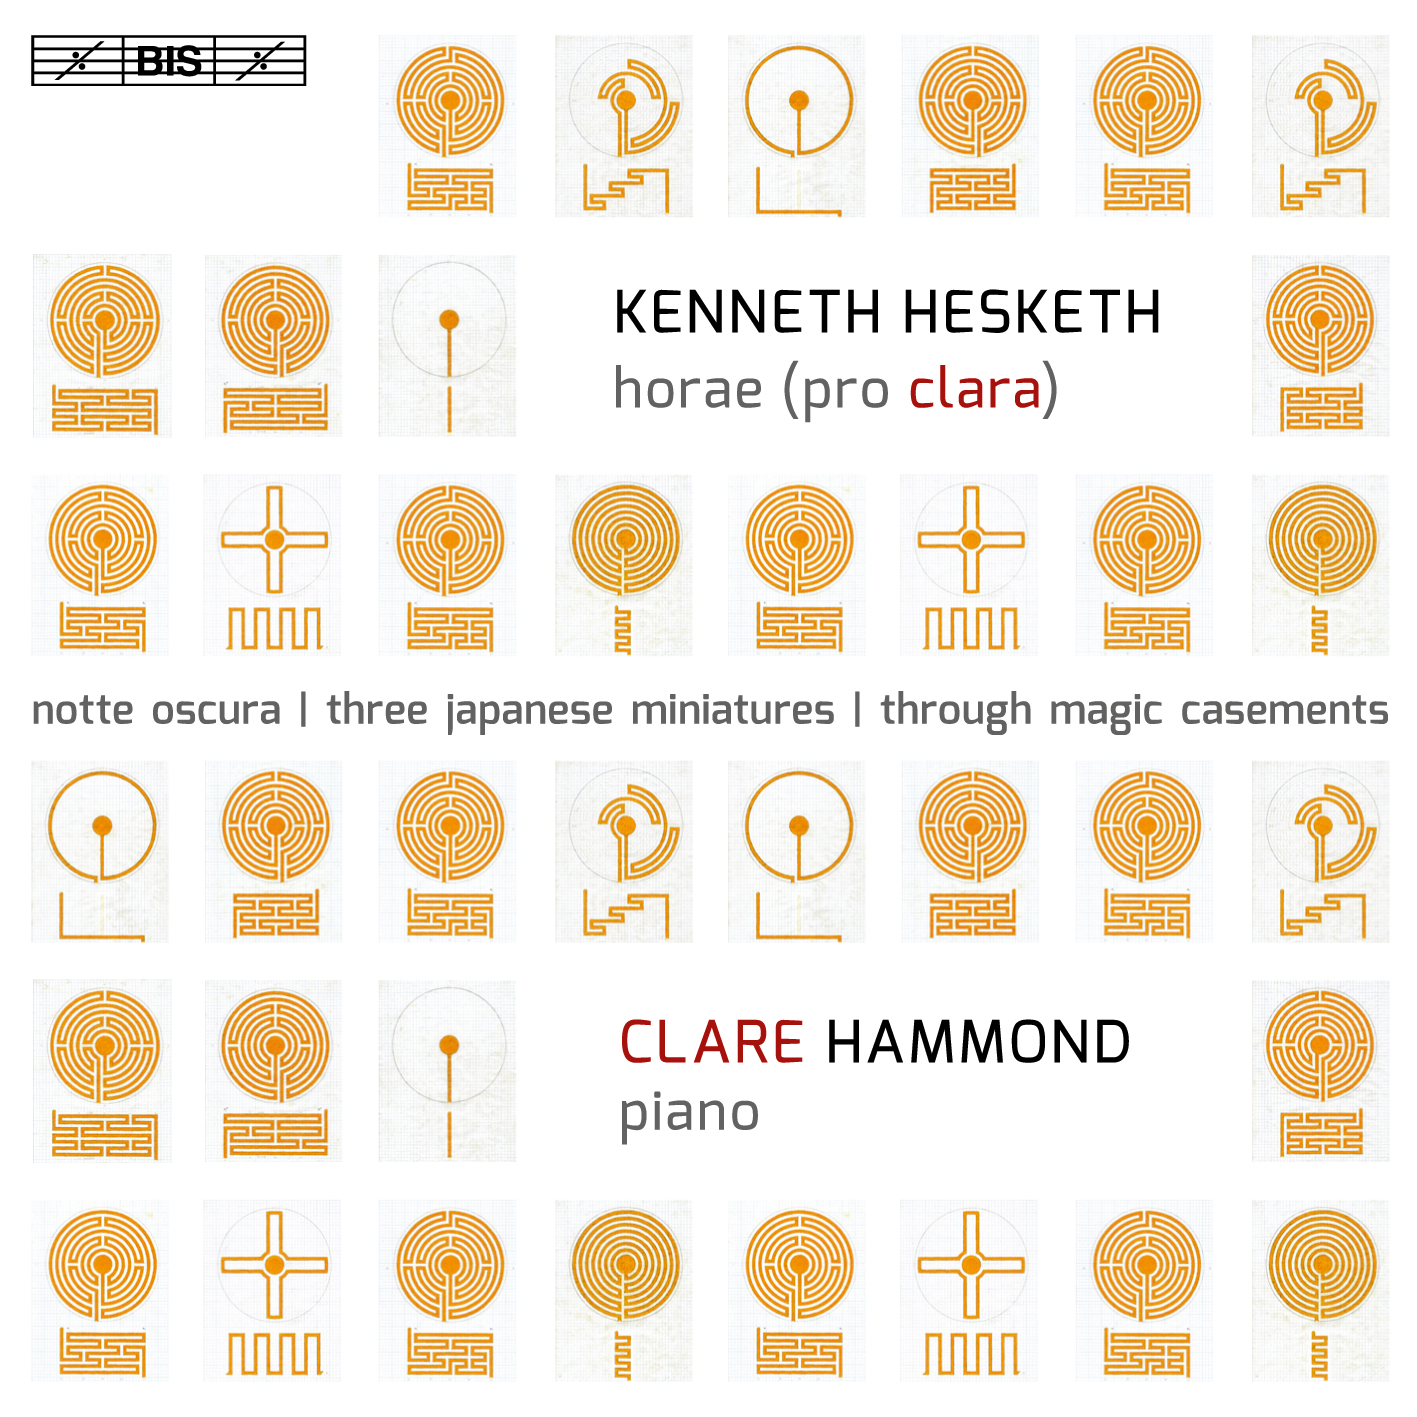 BIS
KENNETH HESKETH
horae (pro clara)
notte oscura | three japanese miniatures | through magic casements
CLARE HAMMOND
piano